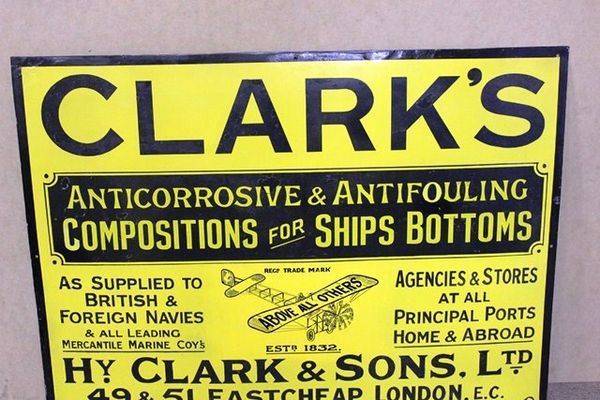 CLARK'S
ANTICORROSIVE & ANTIFOULING
COMPOSITIONS FOR SHIPS BOTTOMS
AS SUPPLIED TO
BRITISH &
FOREIGN NAVIES
& ALL LEADING
MERCANTILE MARINE COYS
REGD TRADE MARK
ABOVE ALL OTHERS
ESTD 1832.
AGENCIES & STORES
AT ALL
PRINCIPAL PORTS
HOME & ABROAD
HY CLARK & SONS. LTD
49 & 51 EASTCHEAP, LONDON, E.C.